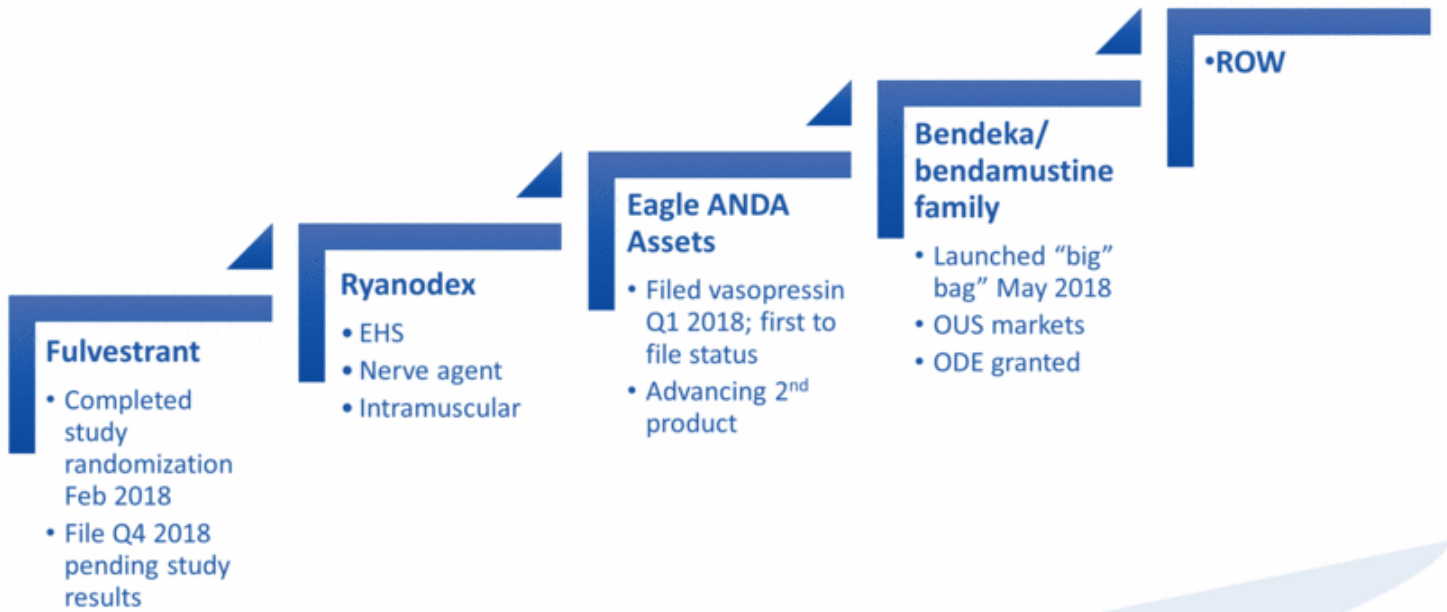 Fulvestrant
• Completed
study
randomization
Feb 2018
• File Q4 2018
pending study
results
Ryanodex
• EHS
• Nerve agent
• Intramuscular
Eagle ANDA
Assets
• Filed vasopressin
Q1 2018; first to
file status
• Advancing 2nd
product
Bendeka/
bendamustine
family
• Launched “big”
bag” May 2018
• OUS markets
• ODE granted
•ROW